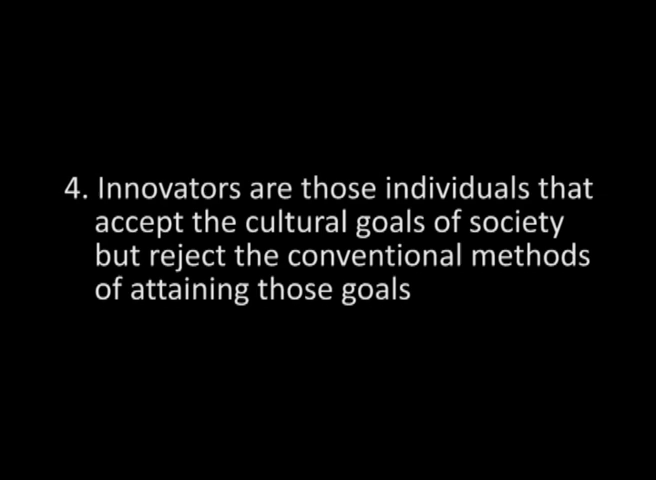 4. Innovators are those individuals that
accept the cultural goals of society
but reject the conventional methods
of attaining those goals